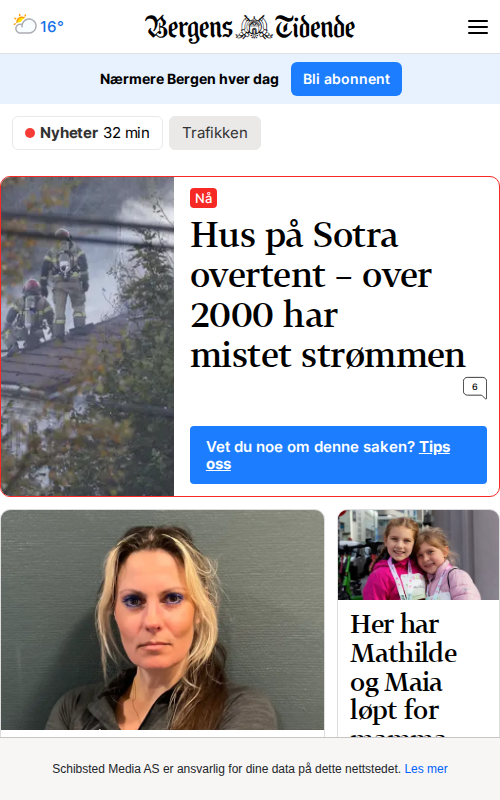 16°
Bergens Tidende
Nærmere Bergen hver dag
Bli abonnent
Nyheter 32 min
Trafikken
Nå
Hus på Sotra
overtent – over
2000 har
mistet strømmen
6
Vet du noe om denne saken? Tips
oss
Her har
Mathilde
og Maia
løpt for
mamma
Schibsted Media AS er ansvarlig for dine data på dette nettstedet. Les mer